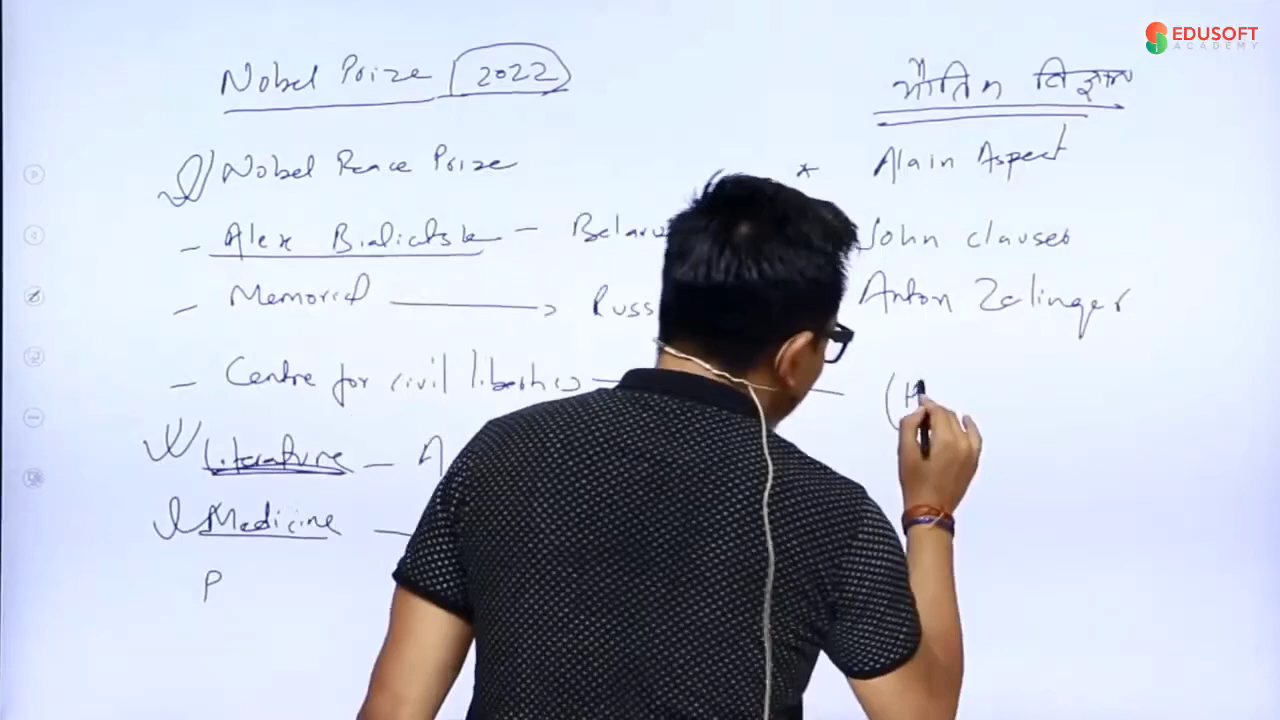 EDUSOFT
ACADEMY
Nobel Prize 2022
Nobel Peace Prize
- Alex Bialiatski - Belaru
- Memorial → Russ
- Centre for civil liberties -
Literature - A
Medicine -
P
भौतिक विज्ञान
* Alain Aspect
John clauser
Anton Zelinger
(H